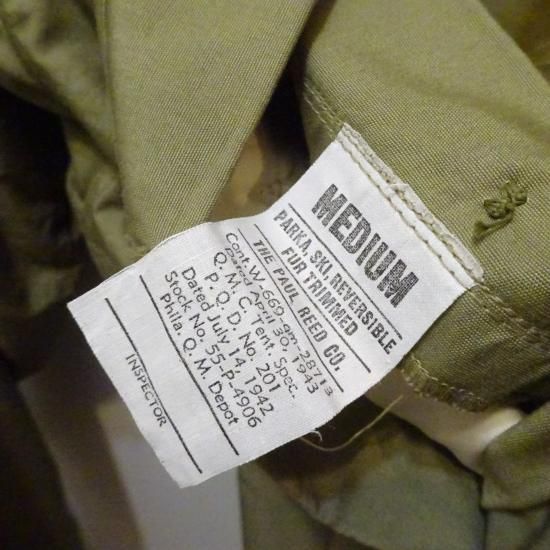 MEDIUM
PARKA, SKI, REVERSIBLE
FUR TRIMMED
THE PAUL REED CO.
Cont. W-669-qm-28713
Dated April 30, 1943
Q. M. C. Tent. Spec.
P. Q. D. No. 201
Dated July 14, 1942
Stock No. 55-P-4906
Phila. Q. M. Depot
INSPECTOR